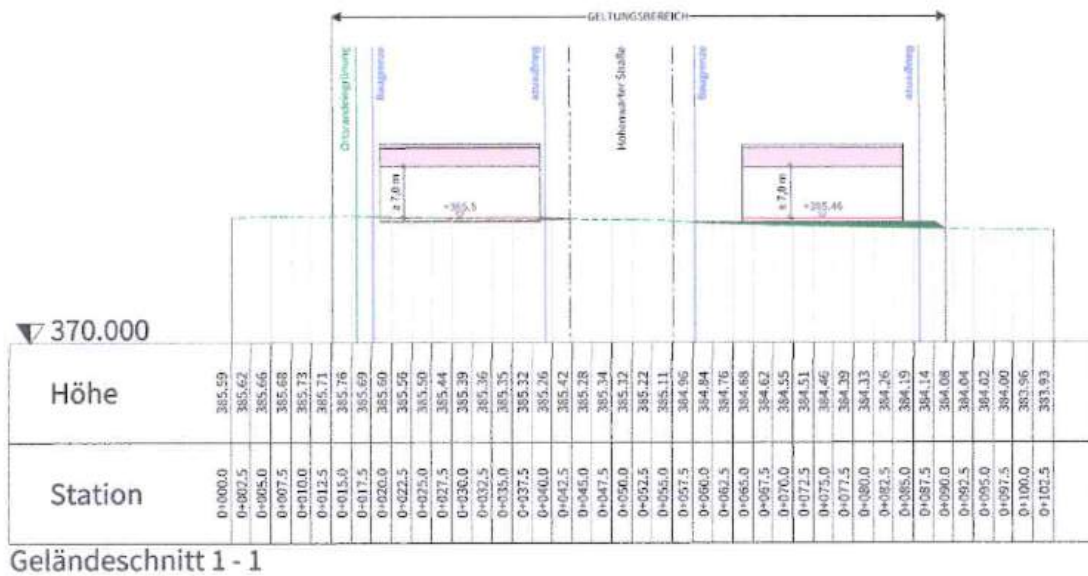 GELTUNGSBEREICH
Ortsrandeingrünung
Baugrenze
Baugrenze
Hohenwarter Straße
Baugrenze
Baugrenze
≤ 7,0 m
+385.5
≤ 7,0 m
+385.46
370.000
Höhe
385.59 385.62 385.66 385.68 385.73 385.71 385.76 385.69 385.60 385.56 385.50 385.44 385.39 385.36 385.35 385.32 385.26 385.42 385.28 385.34 385.32 385.22 385.11 384.96 384.84 384.76 384.68 384.62 384.55 384.51 384.46 384.39 384.33 384.26 384.19 384.14 384.08 384.04 384.02 384.00 383.96 383.93
Station
0+000.0 0+002.5 0+005.0 0+007.5 0+010.0 0+012.5 0+015.0 0+017.5 0+020.0 0+022.5 0+025.0 0+027.5 0+030.0 0+032.5 0+035.0 0+037.5 0+040.0 0+042.5 0+045.0 0+047.5 0+050.0 0+052.5 0+055.0 0+057.5 0+060.0 0+062.5 0+065.0 0+067.5 0+070.0 0+072.5 0+075.0 0+077.5 0+080.0 0+082.5 0+085.0 0+087.5 0+090.0 0+092.5 0+095.0 0+097.5 0+100.0 0+102.5
Geländeschnitt 1 - 1